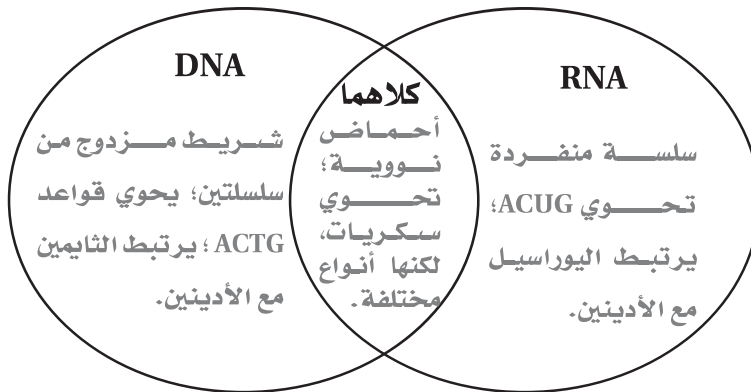 DNA
شريط مزدوج من
سلسلتين؛ يحوي قواعد
ACTG؛ يرتبط الثايمين
مع الأدينين.
كلاهما
أحماض
نووية؛
تحوي
سكريات،
لكنها أنواع
مختلفة.
RNA
سلسة منفردة
تحوي ACUG؛
يرتبط اليوراسيل
مع الأدينين.